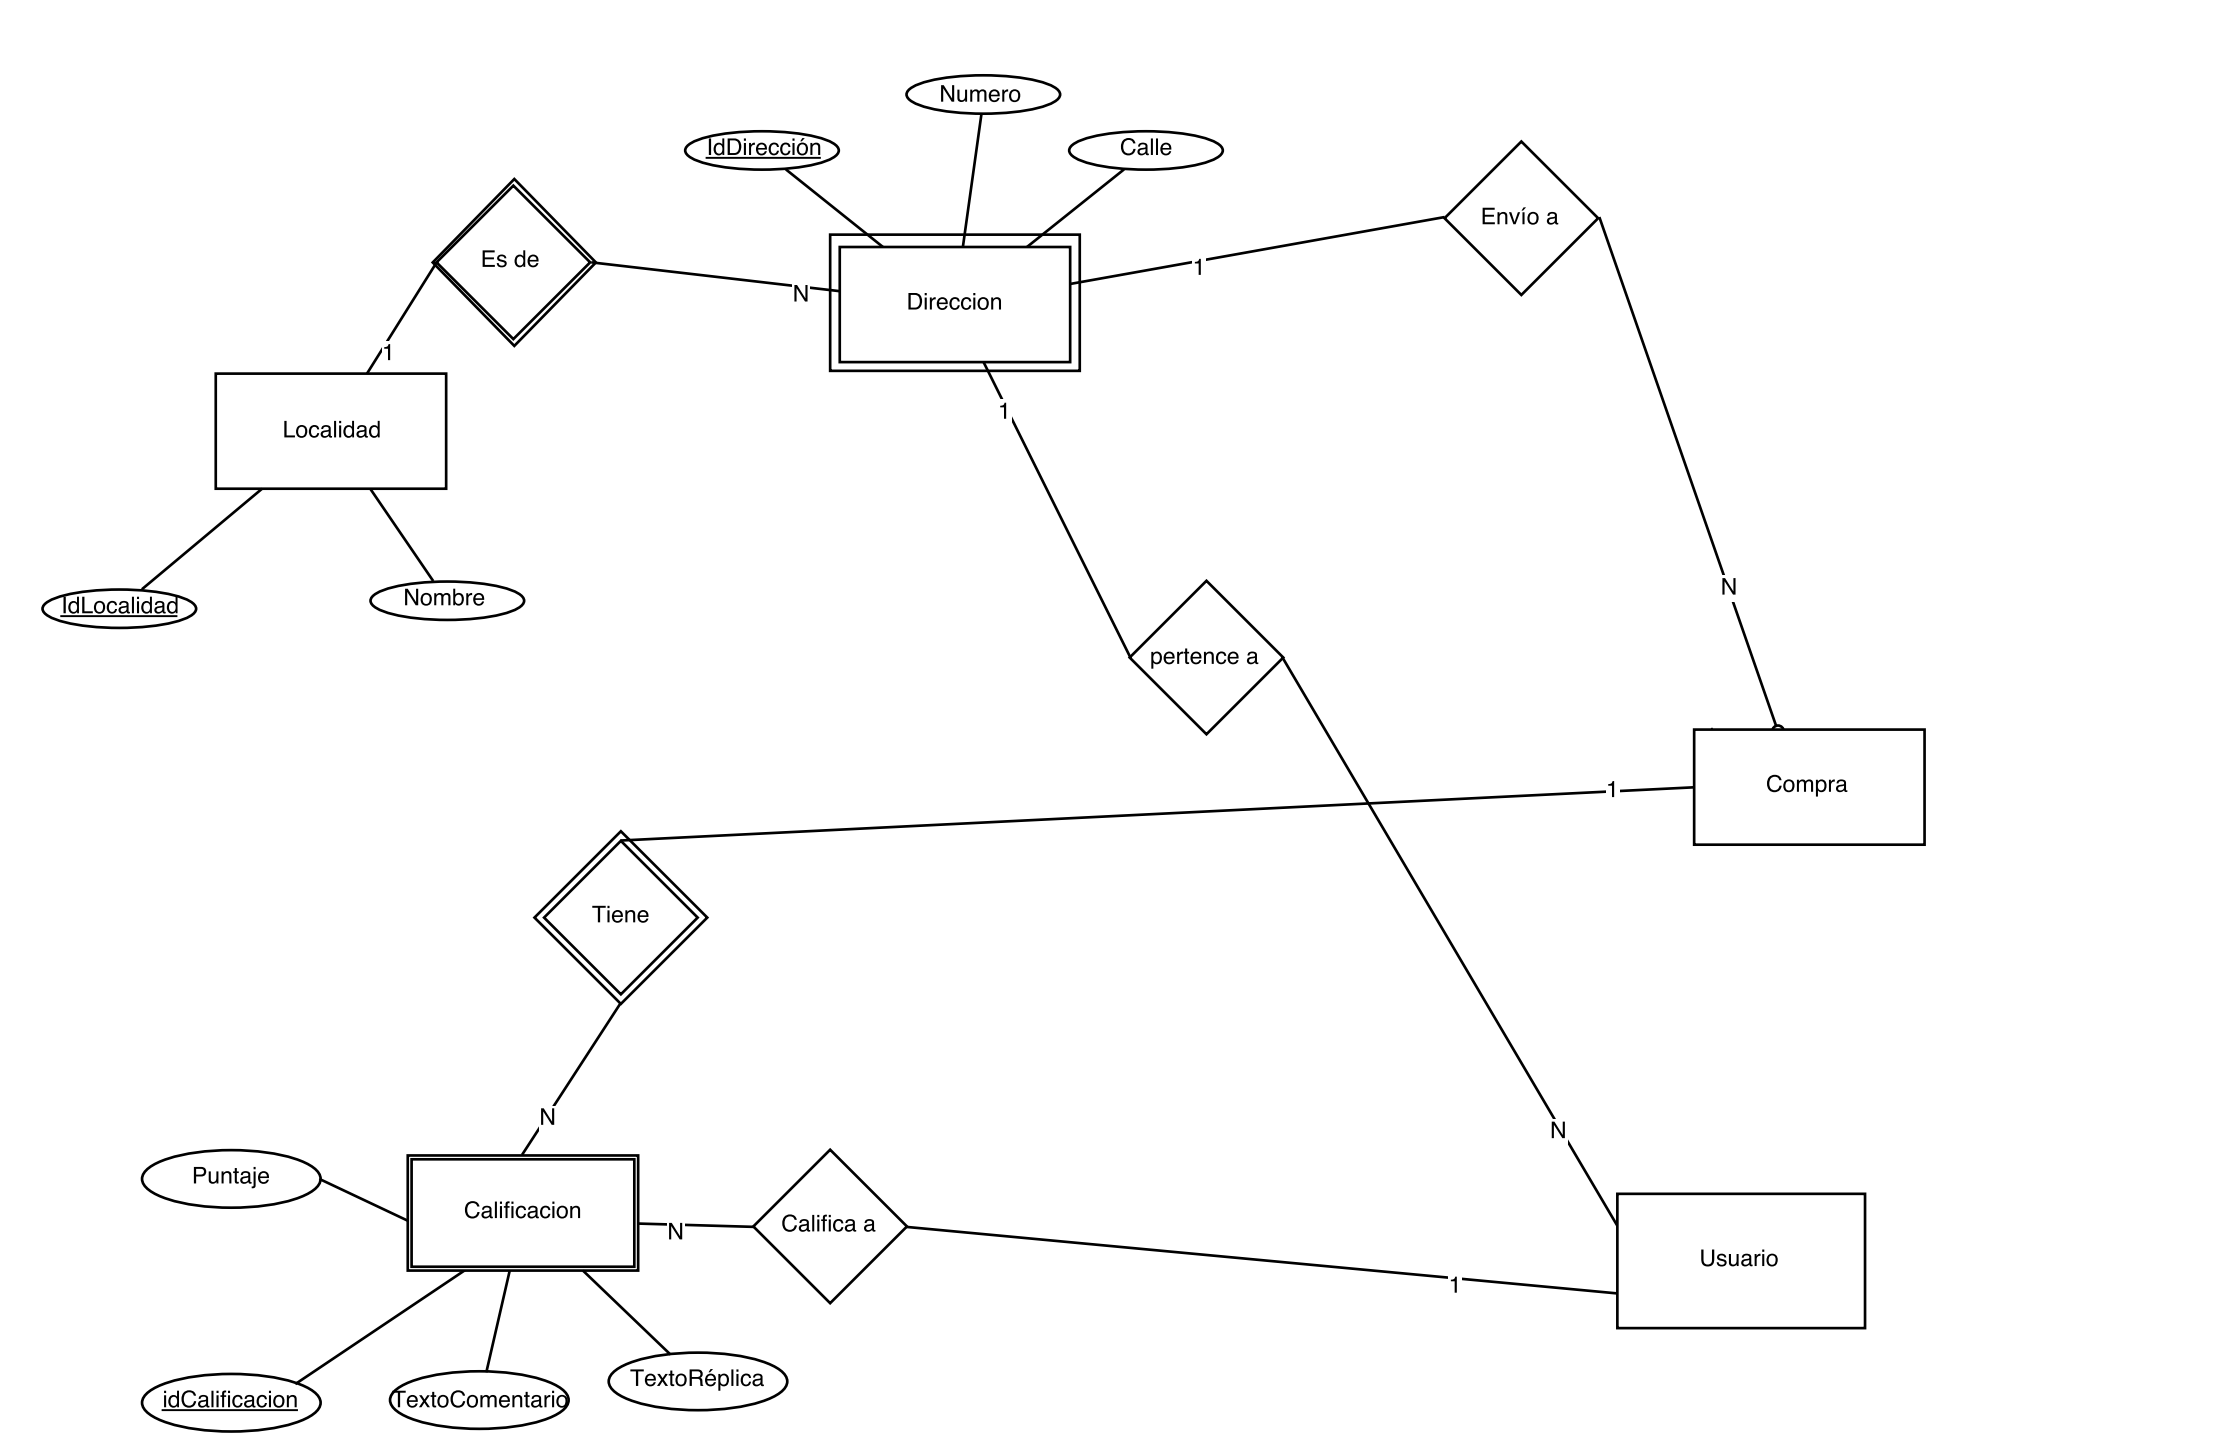 Numero
IdDirección
Calle
Envío a
Es de
1
N
Direccion
1
1
Localidad
N
IdLocalidad
Nombre
pertence a
1
Compra
Tiene
N
N
Puntaje
Calificacion
N
Califica a
1
Usuario
idCalificacion
TextoComentario
TextoRéplica